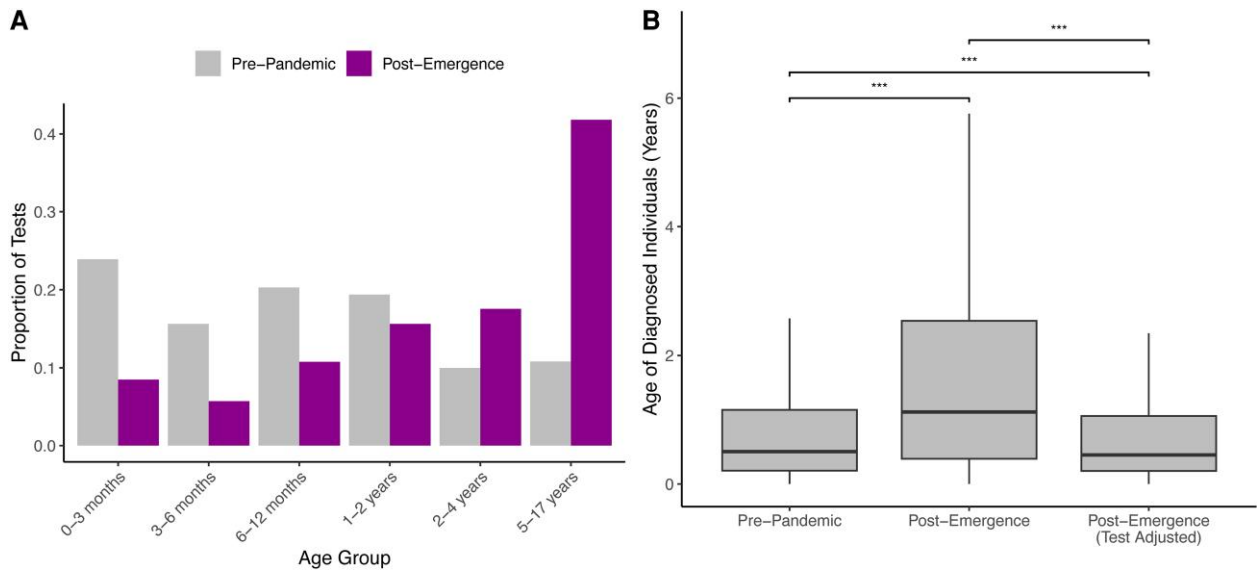 A
Pre-Pandemic
Post-Emergence
Proportion of Tests
0.4
0.3
0.2
0.1
0.0
0-3 months
3-6 months
6-12 months
1-2 years
2-4 years
5-17 years
Age Group
B
***
***
***
Age of Diagnosed Individuals (Years)
6
4
2
0
Pre-Pandemic
Post-Emergence
Post-Emergence
(Test Adjusted)